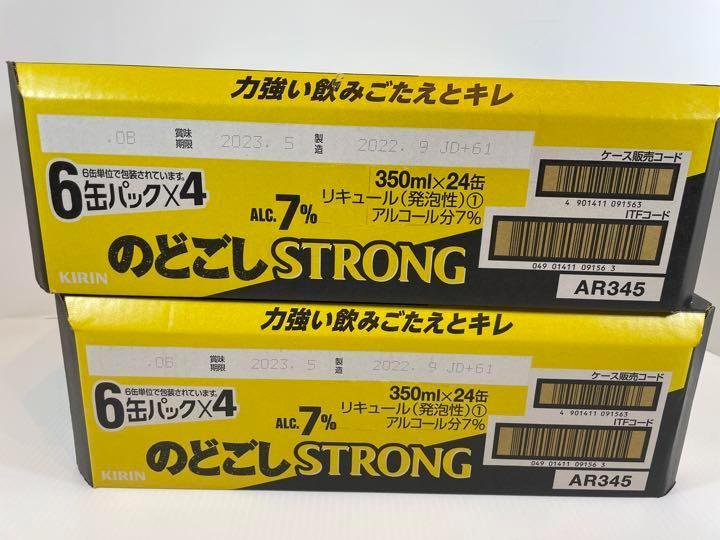 力強い飲みごたえとキレ
.0B 賞味期限 2023. 5 製造 2022. 9 JD+61
6缶単位で包装されています。
6缶パック×4
ALC.7%
350ml×24缶
リキュール(発泡性)①
アルコール分7%
ケース販売コード
4 901411 091563
ITFコード
049 01411 09156 3
KIRIN
のどごしSTRONG
AR345
力強い飲みごたえとキレ
.0B 賞味期限 2023. 5 製造 2022. 9 JD+61
6缶単位で包装されています。
6缶パック×4
ALC.7%
350ml×24缶
リキュール(発泡性)①
アルコール分7%
ケース販売コード
4 901411 091563
ITFコード
049 01411 09156 3
KIRIN
のどごしSTRONG
AR345